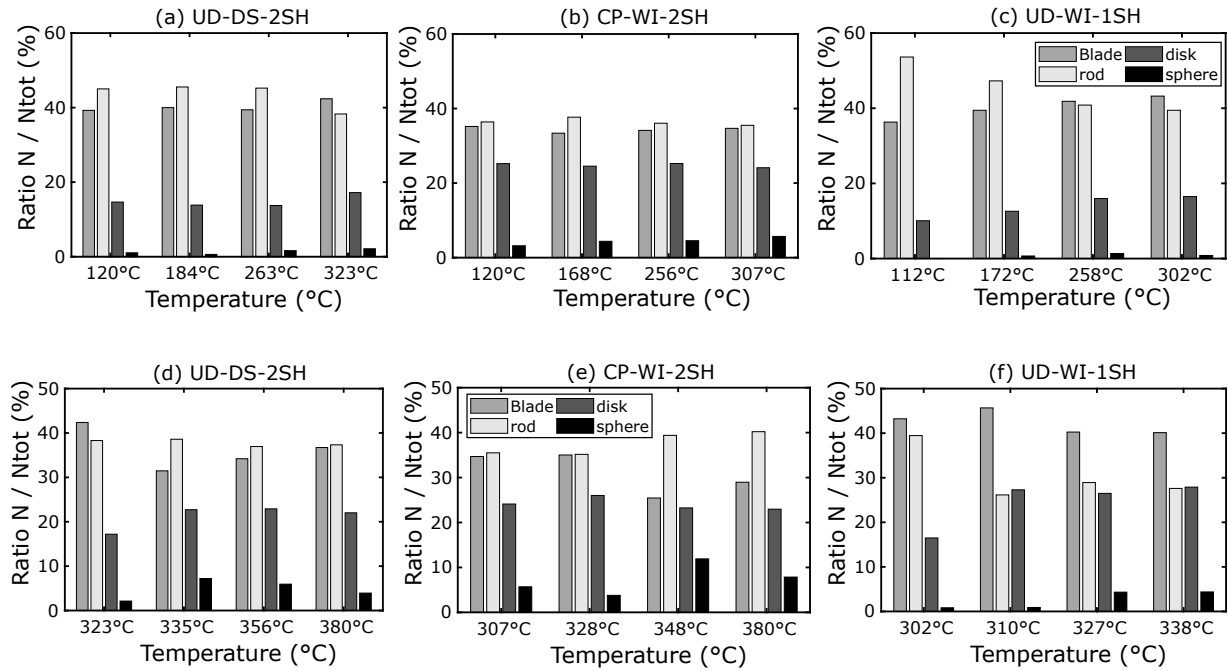 (a) UD-DS-2SH
Ratio N / Ntot (%)
60
40
20
0
120°C 184°C 263°C 323°C
Temperature (°C)
(b) CP-WI-2SH
Ratio N / Ntot (%)
60
40
20
0
120°C 168°C 256°C 307°C
Temperature (°C)
(c) UD-WI-1SH
Ratio N / Ntot (%)
60
40
20
0
Blade disk
rod sphere
112°C 172°C 258°C 302°C
Temperature (°C)
(d) UD-DS-2SH
Ratio N / Ntot (%)
50
40
30
20
10
0
323°C 335°C 356°C 380°C
Temperature (°C)
(e) CP-WI-2SH
Ratio N / Ntot (%)
50
40
30
20
10
0
Blade disk
rod sphere
307°C 328°C 348°C 380°C
Temperature (°C)
(f) UD-WI-1SH
Ratio N / Ntot (%)
50
40
30
20
10
0
302°C 310°C 327°C 338°C
Temperature (°C)